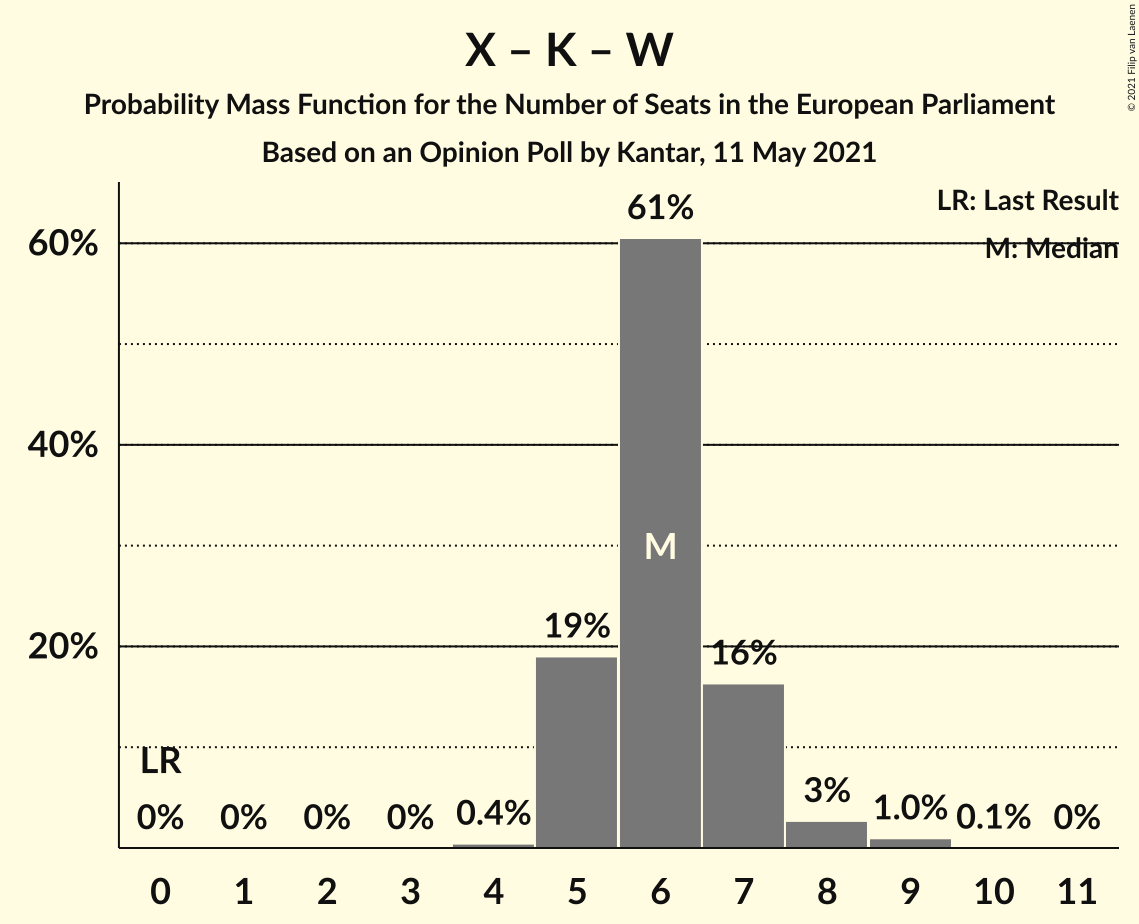 X – K – W
Probability Mass Function for the Number of Seats in the European Parliament
Based on an Opinion Poll by Kantar, 11 May 2021
© 2021 Filip van Laenen
LR: Last Result
M: Median
60%
40%
20%
61%
M
19%
16%
LR
0%
0%
0%
0%
0.4%
3%
1.0%
0.1%
0%
0 1 2 3 4 5 6 7 8 9 10 11